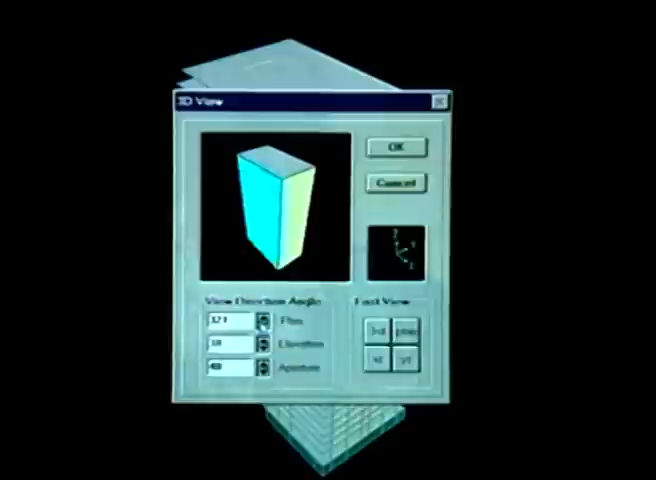 3D View
OK
Cancel
View Direction Angle
Fast View
Plan
Elevation
Aperture
3rd plan
xz yz